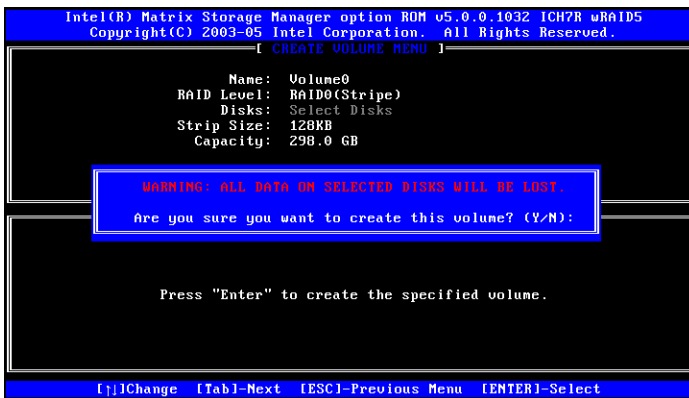 Intel(R) Matrix Storage Manager option ROM v5.0.0.1032 ICH7R wRAID5
Copyright(C) 2003-05 Intel Corporation. All Rights Reserved.
[ CREATE VOLUME MENU ]
Name: Volume0
RAID Level: RAID0(Stripe)
Disks: Select Disks
Strip Size: 128KB
Capacity: 298.0 GB
WARNING: ALL DATA ON SELECTED DISKS WILL BE LOST.
Are you sure you want to create this volume? (Y/N):
Press "Enter" to create the specified volume.
[↑↓]Change [Tab]-Next [ESC]-Previous Menu [ENTER]-Select